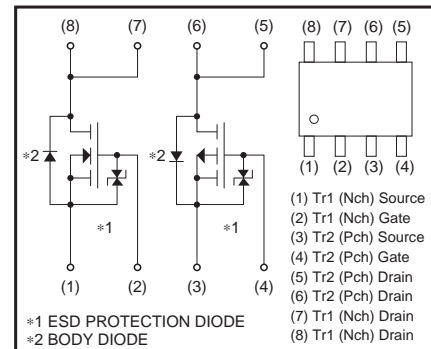 (8) (7) (6) (5)
(8) (7) (6) (5)
∗2
∗2
∗1
∗1
(1) (2) (3) (4)
(1) (2) (3) (4)
(1) Tr1 (Nch) Source
(2) Tr1 (Nch) Gate
(3) Tr2 (Pch) Source
(4) Tr2 (Pch) Gate
(5) Tr2 (Pch) Drain
(6) Tr2 (Pch) Drain
(7) Tr1 (Nch) Drain
(8) Tr1 (Nch) Drain
∗1 ESD PROTECTION DIODE
∗2 BODY DIODE